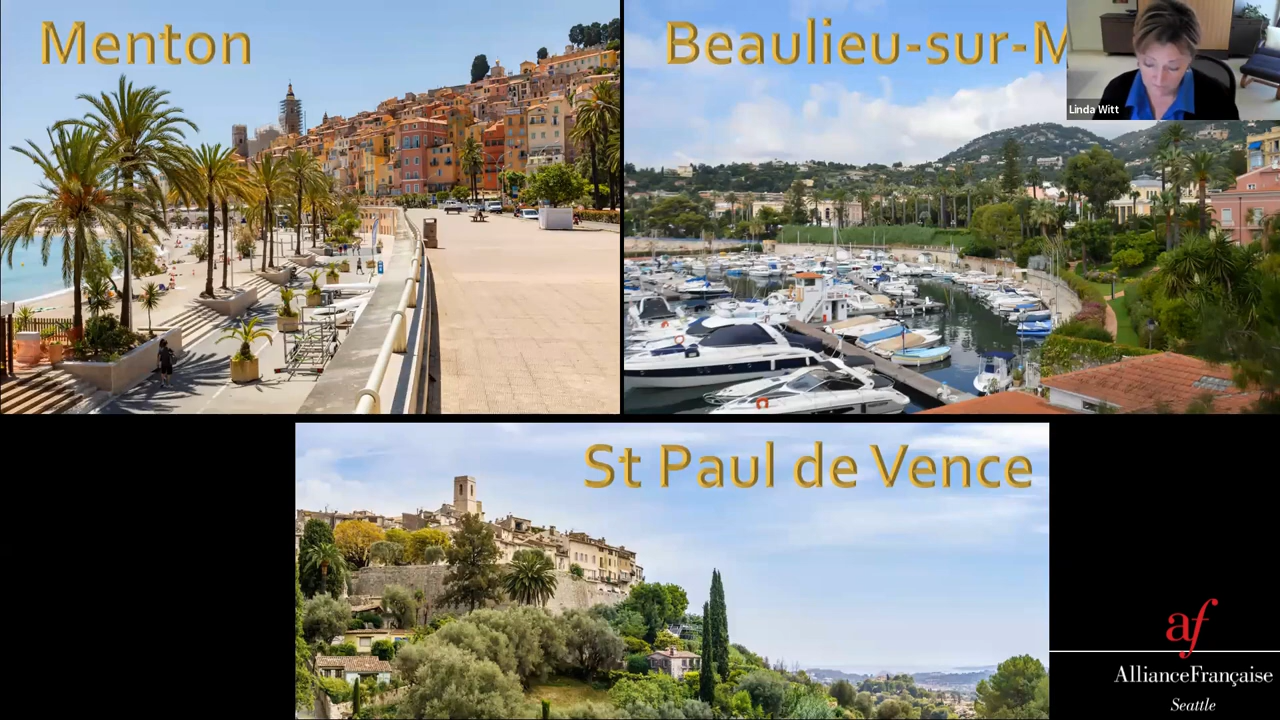 Menton
Beaulieu-sur-M
Linda Witt
St Paul de Vence
af
AllianceFrançaise
Seattle